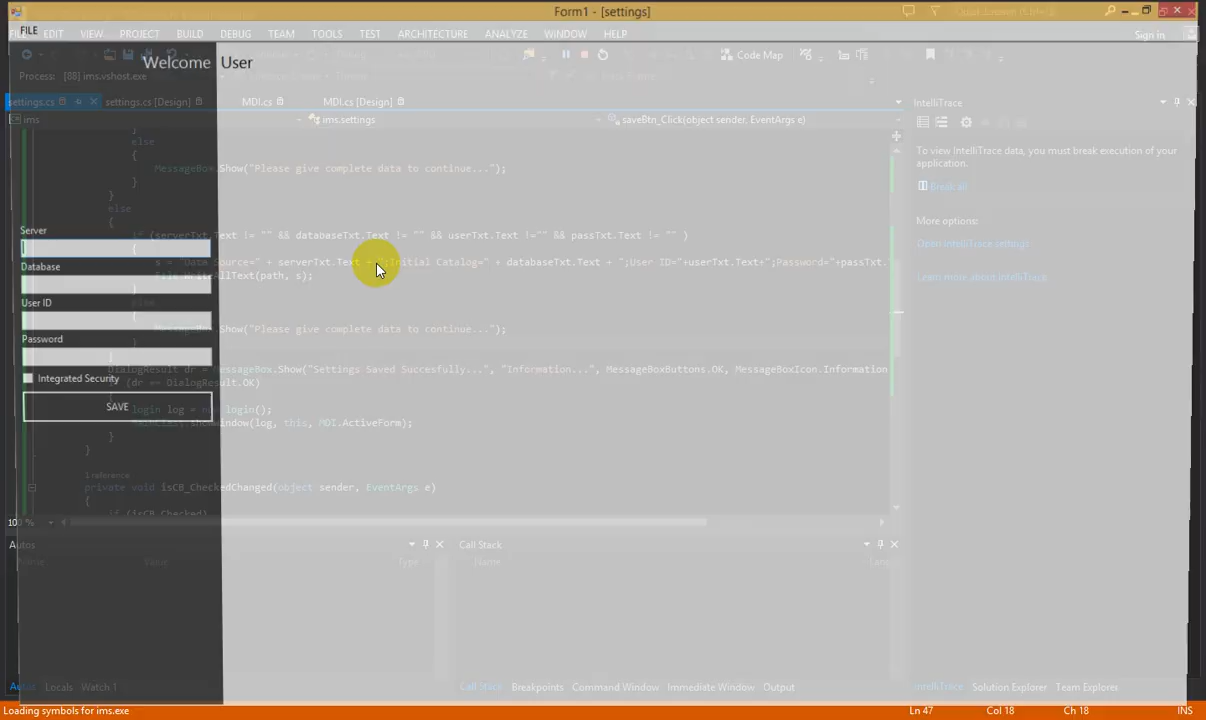 Form1 - [settings]
FILE EDIT VIEW PROJECT BUILD DEBUG TEAM TOOLS TEST ARCHITECTURE ANALYZE WINDOW HELP Sign in
Code Map
Welcome User
Process: [88] ims.vshost.exe
settings.cs settings.cs [Design] MDI.cs MDI.cs [Design]
IntelliTrace
ims ims.settings saveBtn_Click(object sender, EventArgs e)
}
else
{
MessageBox.Show("Please give complete data to continue...");
}
}
else
{
To view IntelliTrace data, you must break execution of your
application.
Break all
More options:
Open IntelliTrace settings
Learn more about IntelliTrace
Server
Database
User ID
Password
Integrated Security
SAVE
if (serverTxt.Text != "" && databaseTxt.Text != "" && userTxt.Text !="" && passTxt.Text != "" )
{
s = "Data Source=" + serverTxt.Text + ";Initial Catalog=" + databaseTxt.Text + ";User ID="+userTxt.Text+";Password="+passTxt.
File.WriteAllText(path, s);
}
else
{
MessageBox.Show("Please give complete data to continue...");
}
}
DialogResult dr = MessageBox.Show("Settings Saved Succesfully...", "Information...", MessageBoxButtons.OK, MessageBoxIcon.Information
if (dr == DialogResult.OK)
{
login log = new login();
showWindow(log, this, MDI.ActiveForm);
}
}
1 reference
private void isCB_CheckedChanged(object sender, EventArgs e)
{
if (isCB.Checked)
100 %
Autos Call Stack
Name Value Type Name Lang
Autos Locals Watch 1 Call Stack Breakpoints Command Window Immediate Window Output IntelliTrace Solution Explorer Team Explorer
Loading symbols for ims.exe Ln 47 Col 18 Ch 18 INS